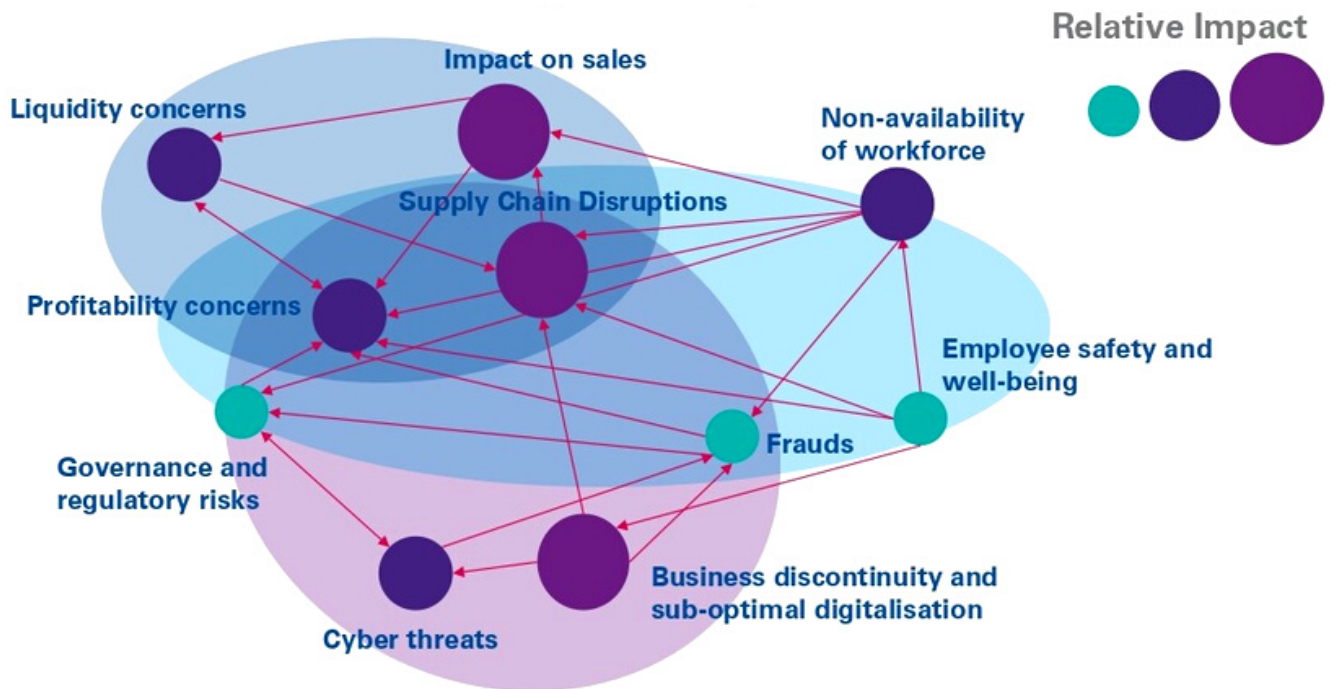 Relative Impact
Impact on sales
Liquidity concerns
Non-availability
of workforce
Supply Chain Disruptions
Profitability concerns
Employee safety and
well-being
Frauds
Governance and
regulatory risks
Business discontinuity and
sub-optimal digitalisation
Cyber threats